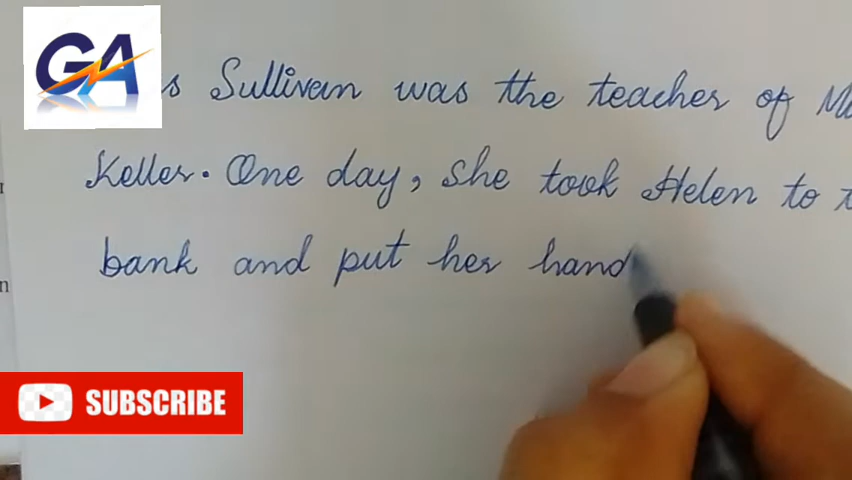 GA
s Sullivan was the teacher of
Keller. One day, she took Helen to
bank and put her hand
SUBSCRIBE